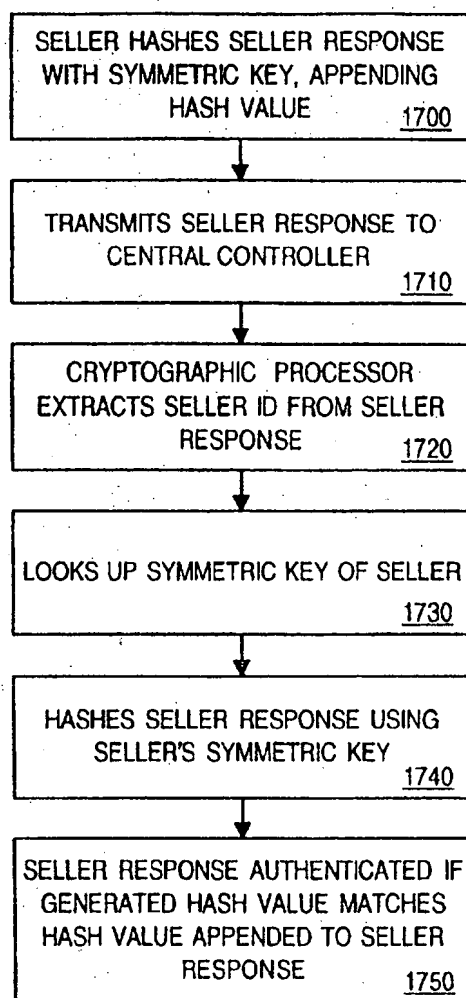 SELLER HASHES SELLER RESPONSE
WITH SYMMETRIC KEY, APPENDING
HASH VALUE
1700
TRANSMITS SELLER RESPONSE TO
CENTRAL CONTROLLER
1710
CRYPTOGRAPHIC PROCESSOR
EXTRACTS SELLER ID FROM SELLER
RESPONSE
1720
LOOKS UP SYMMETRIC KEY OF SELLER
1730
HASHES SELLER RESPONSE USING
SELLER'S SYMMETRIC KEY
1740
SELLER RESPONSE AUTHENTICATED IF
GENERATED HASH VALUE MATCHES
HASH VALUE APPENDED TO SELLER
RESPONSE
1750